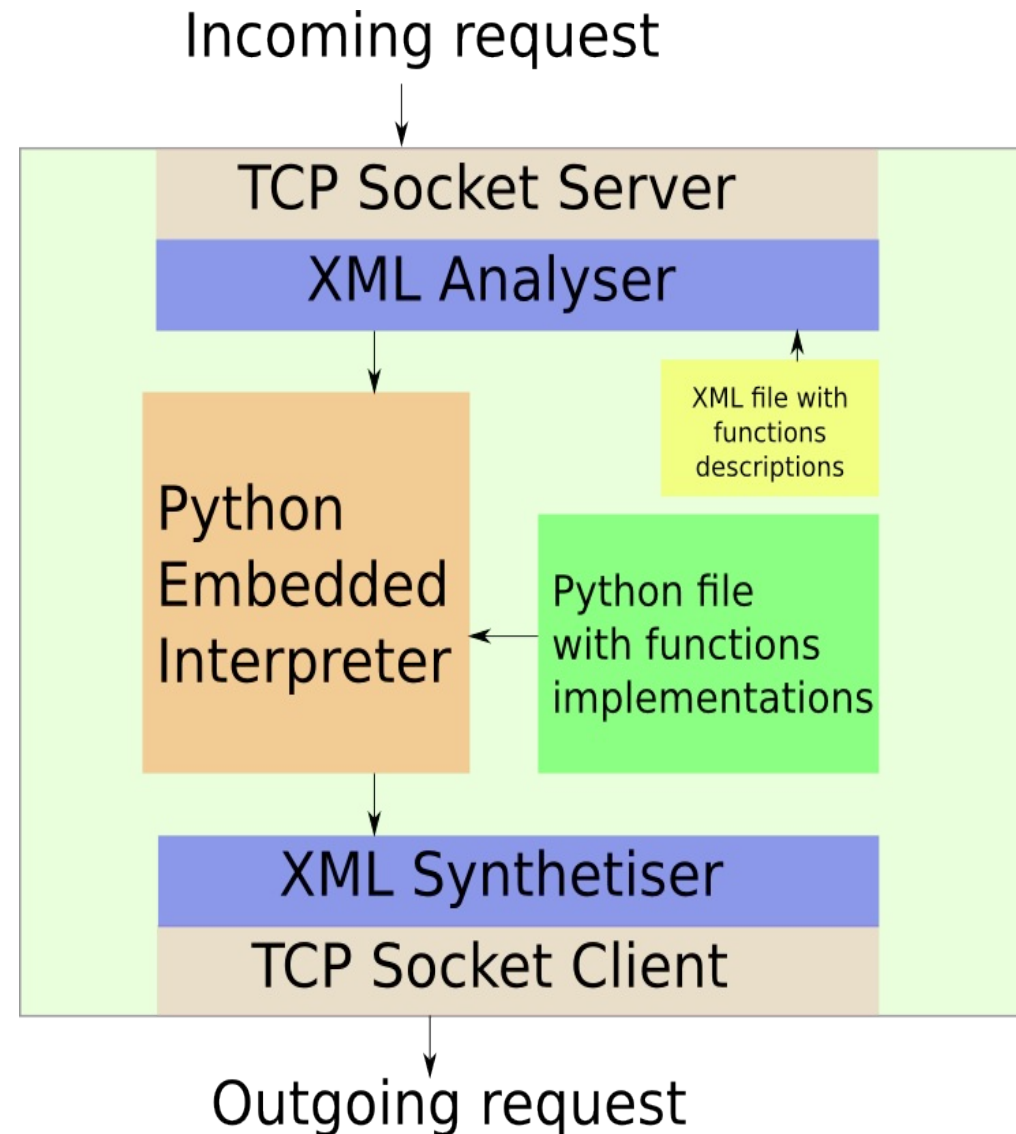 Incoming request
TCP Socket Server
XML Analyser
XML file with
functions
descriptions
Python
Embedded
Interpreter
Python file
with functions
implementations
XML Synthetiser
TCP Socket Client
Outgoing request